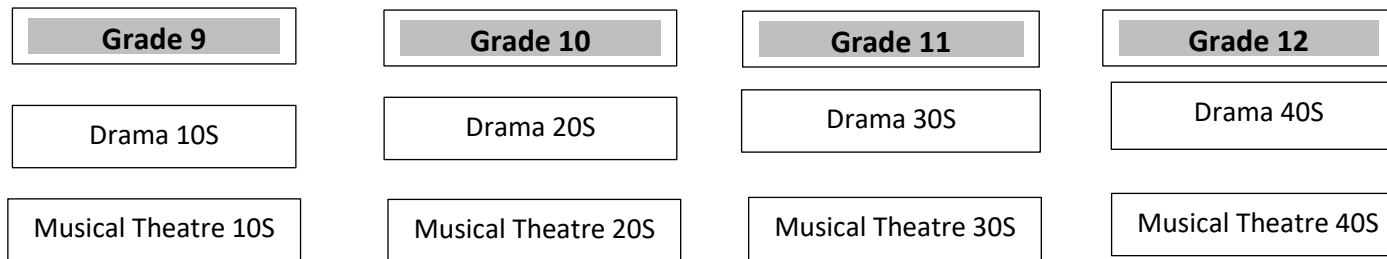 Grade 9
Grade 10
Grade 11
Grade 12
Drama 10S
Drama 20S
Drama 30S
Drama 40S
Musical Theatre 10S
Musical Theatre 20S
Musical Theatre 30S
Musical Theatre 40S